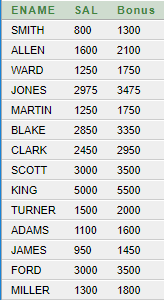 ENAME SAL Bonus
SMITH 800 1300
ALLEN 1600 2100
WARD 1250 1750
JONES 2975 3475
MARTIN 1250 1750
BLAKE 2850 3350
CLARK 2450 2950
SCOTT 3000 3500
KING 5000 5500
TURNER 1500 2000
ADAMS 1100 1600
JAMES 950 1450
FORD 3000 3500
MILLER 1300 1800